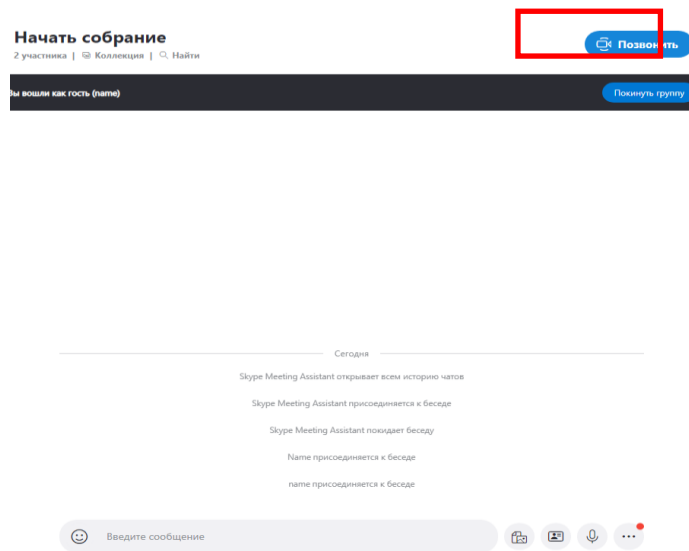 Начать собрание
Позвонить
2 участника | Коллекция | Найти
Вы вошли как гость (name)
Покинуть группу
Сегодня
Skype Meeting Assistant открывает всем историю чатов
Skype Meeting Assistant присоединяется к беседе
Skype Meeting Assistant покидает беседу
Name присоединяется к беседе
name присоединяется к беседе
Введите сообщение